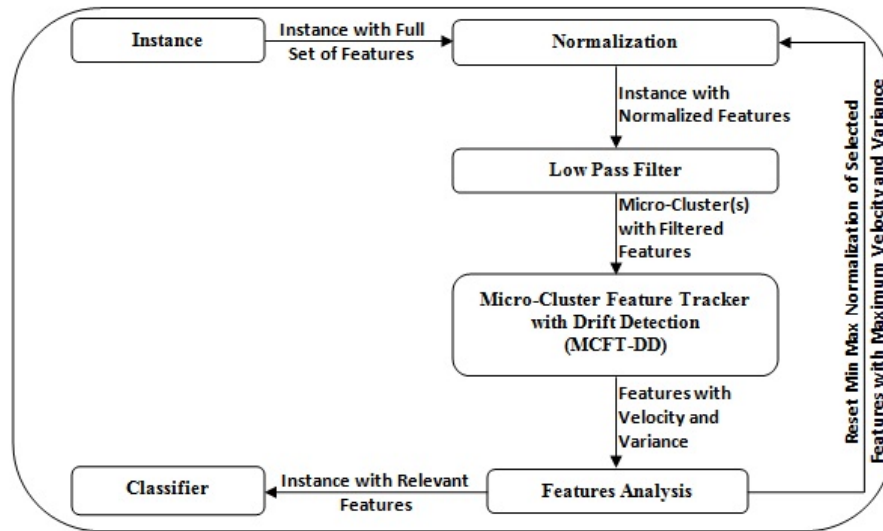 Instance
Instance with Full
Set of Features
Normalization
Instance with
Normalized Features
Low Pass Filter
Micro-Cluster(s)
with Filtered
Features
Micro-Cluster Feature Tracker
with Drift Detection
(MCFT-DD)
Features with
Velocity and
Variance
Features Analysis
Instance with Relevant
Features
Classifier
Reset Min Max Normalization of Selected
Features with Maximum Velocity and Variance